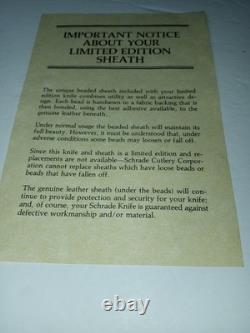 IMPORTANT NOTICE
ABOUT YOUR
LIMITED EDITION
SHEATH
The unique beaded sheath included with your limited
edition knife combines utility as well as attractive de-
sign. Each bead is handsewn to a fabric backing that is
then bonded, using the best adhesive available, to the
genuine leather beneath.
Under normal usage the beaded sheath will maintain its
full beauty. However, it must be understood that, under
adverse conditions some beads may loosen or fall off.
Since this knife and sheath is a limited edition and re-
placements are not available—Schrade Cutlery Corpor-
ation cannot replace sheaths which have loose beads or
beads that have fallen off.
The genuine leather sheath (under the beads) will con-
tinue to provide protection and security for your knife;
and, of course, your Schrade Knife is guaranteed against
defective workmanship and/or material.
127.com